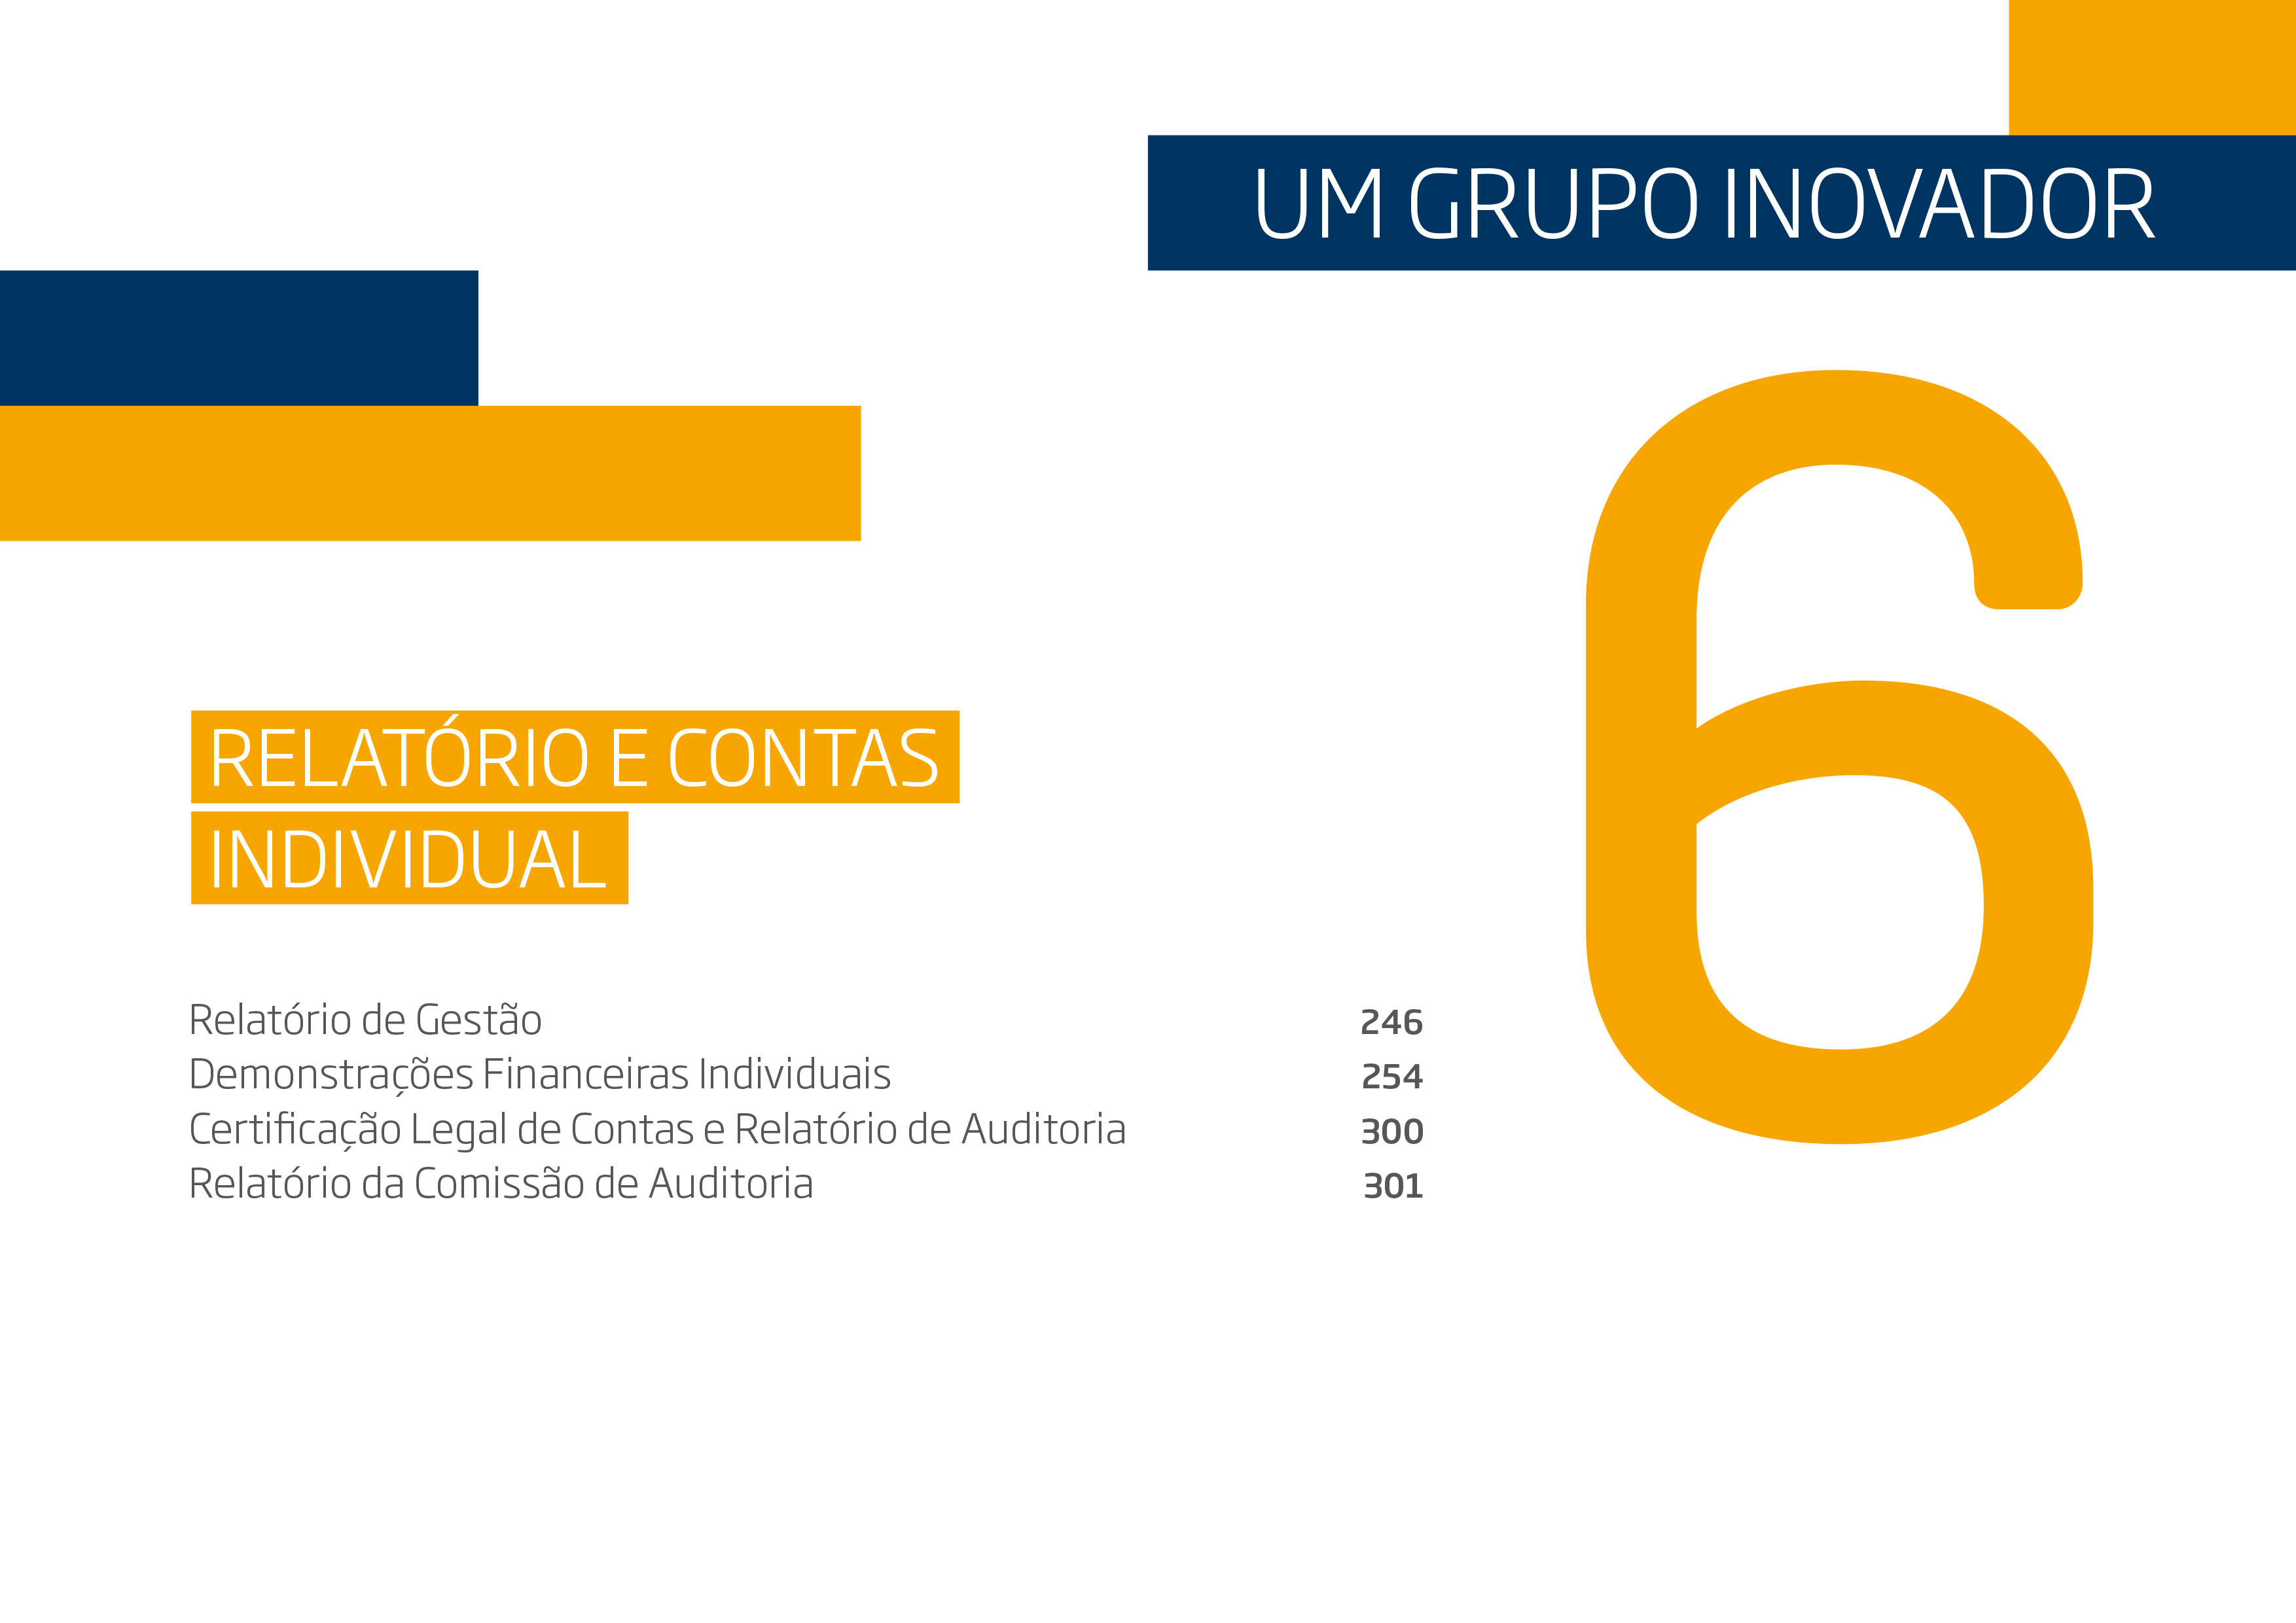 UM GRUPO INOVADOR
6
RELATÓRIO E CONTAS
INDIVIDUAL
Relatório de Gestão 246
Demonstrações Financeiras Individuais 254
Certificação Legal de Contas e Relatório de Auditoria 300
Relatório da Comissão de Auditoria 301